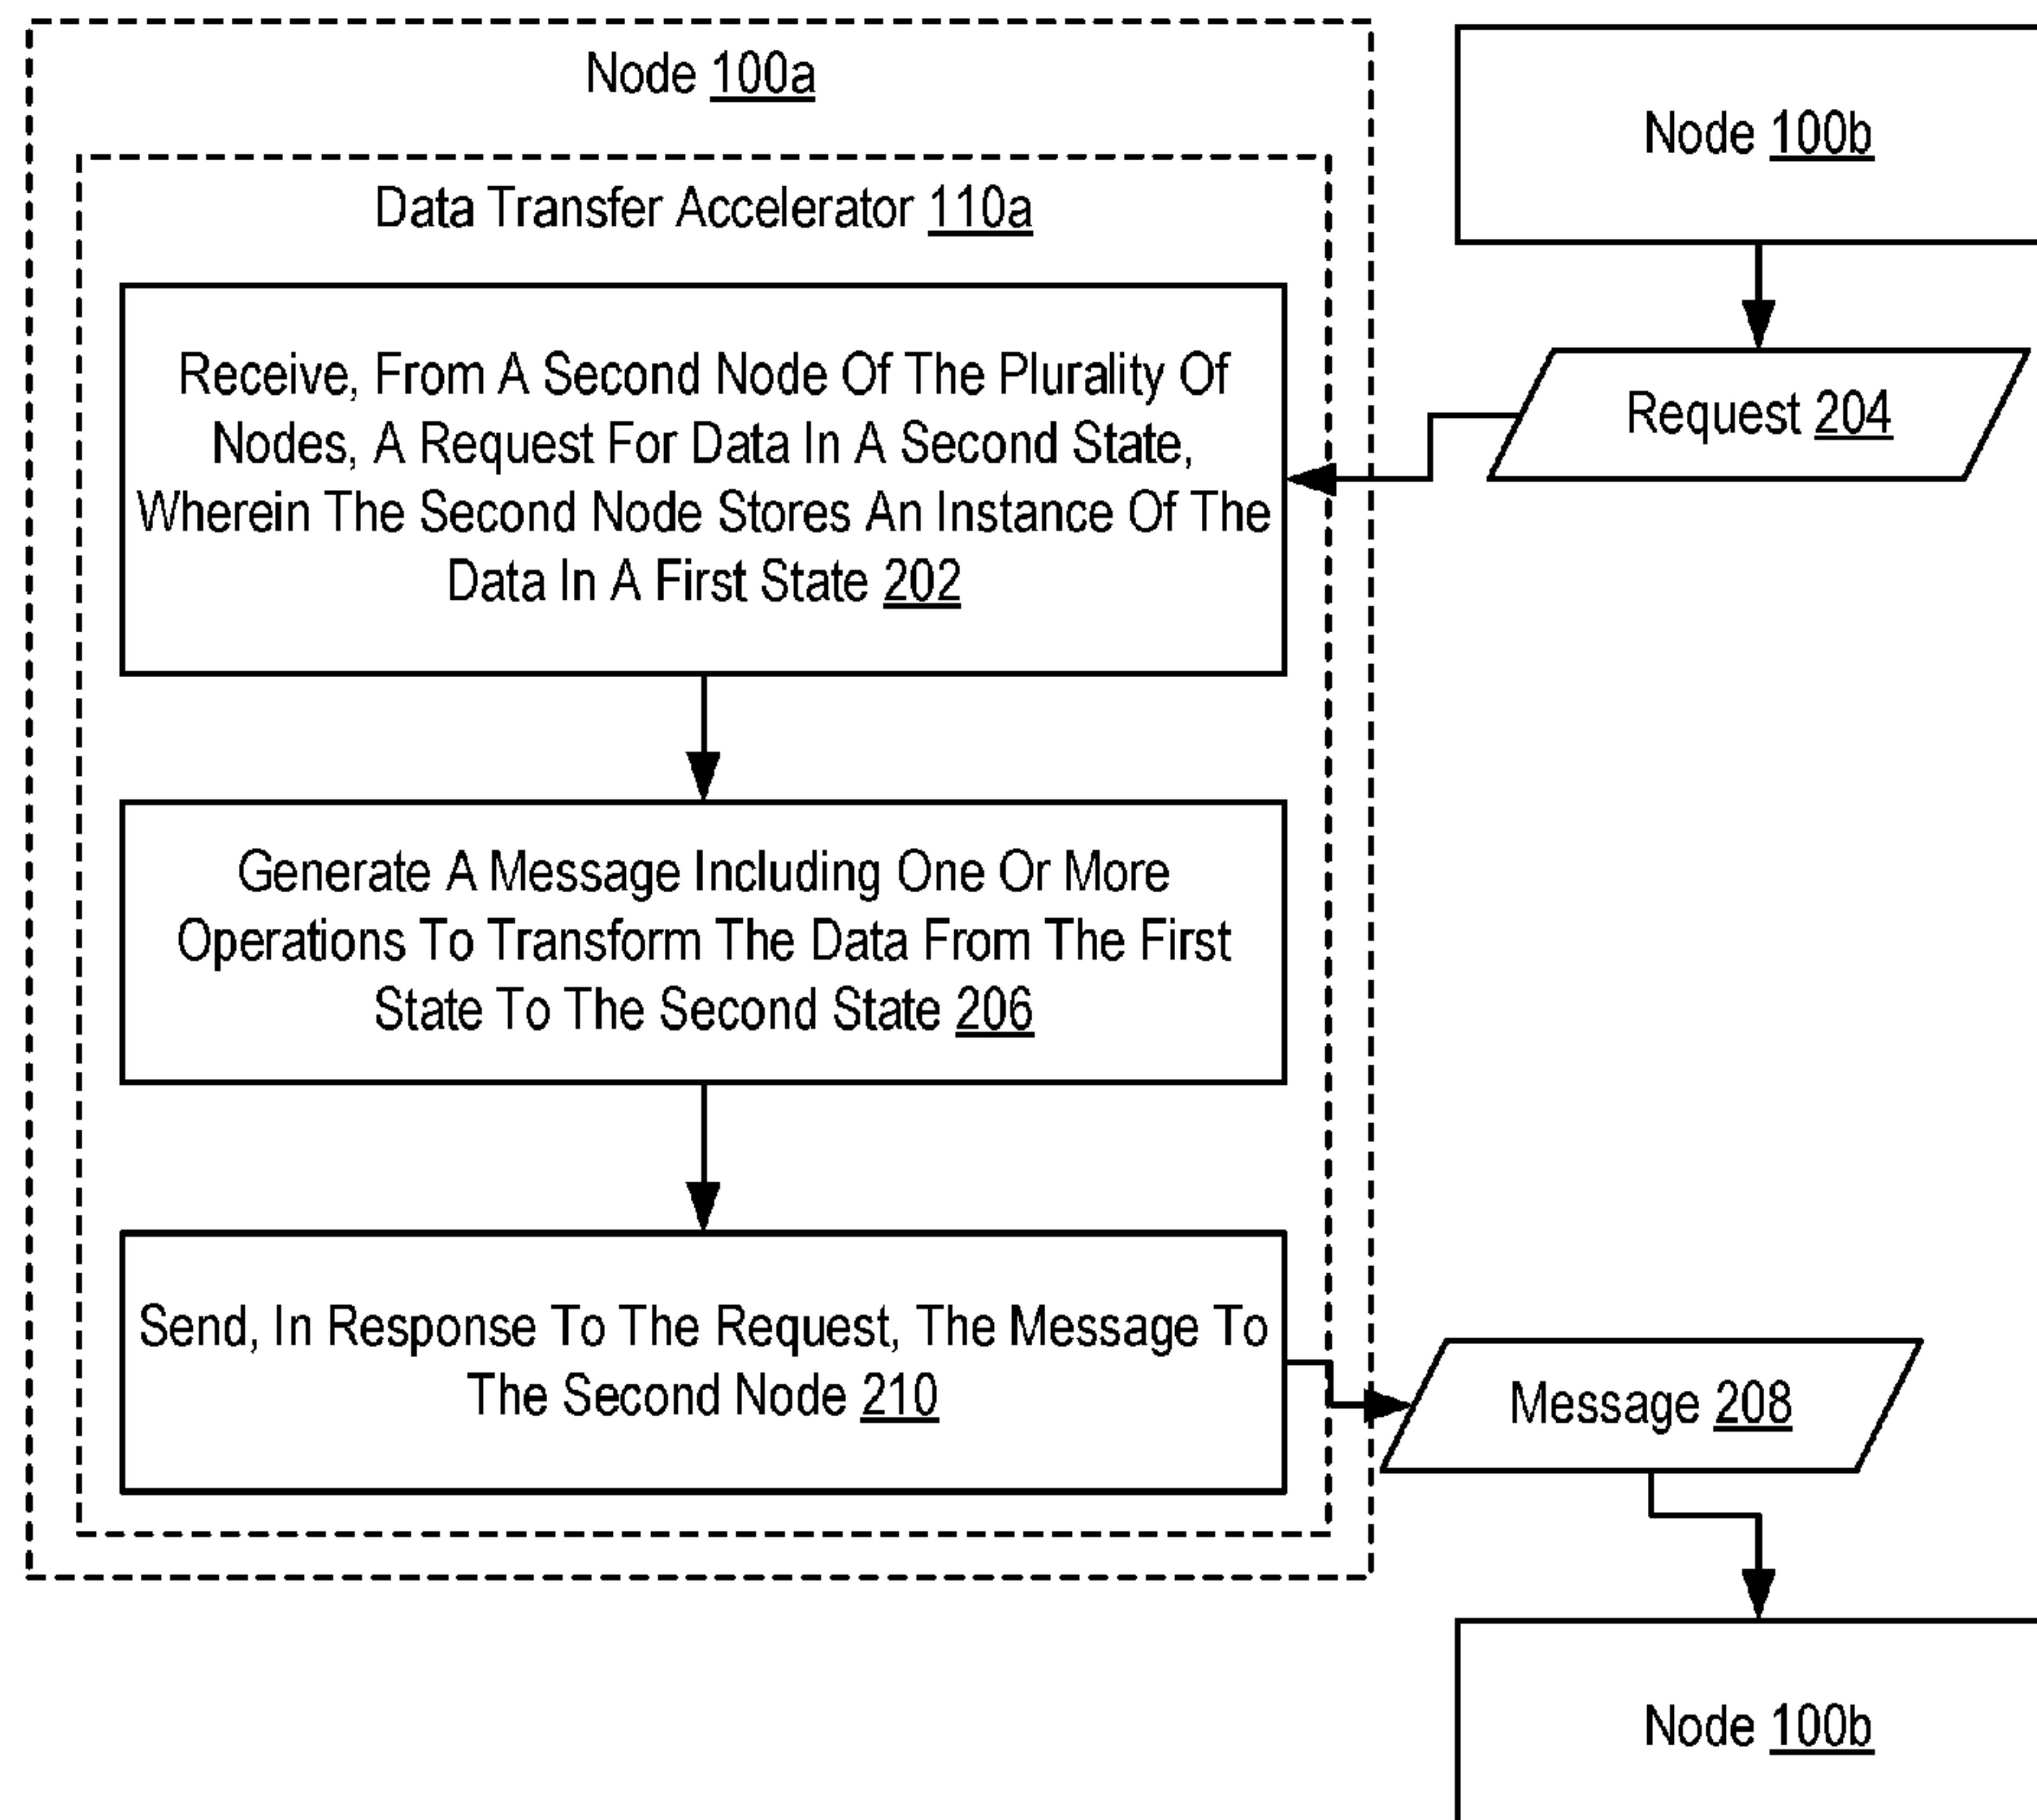 Node 100a
Data Transfer Accelerator 110a
Receive, From A Second Node Of The Plurality Of
Nodes, A Request For Data In A Second State,
Wherein The Second Node Stores An Instance Of The
Data In A First State 202
Node 100b
Request 204
Generate A Message Including One Or More
Operations To Transform The Data From The First
State To The Second State 206
Send, In Response To The Request, The Message To
The Second Node 210
Message 208
Node 100b